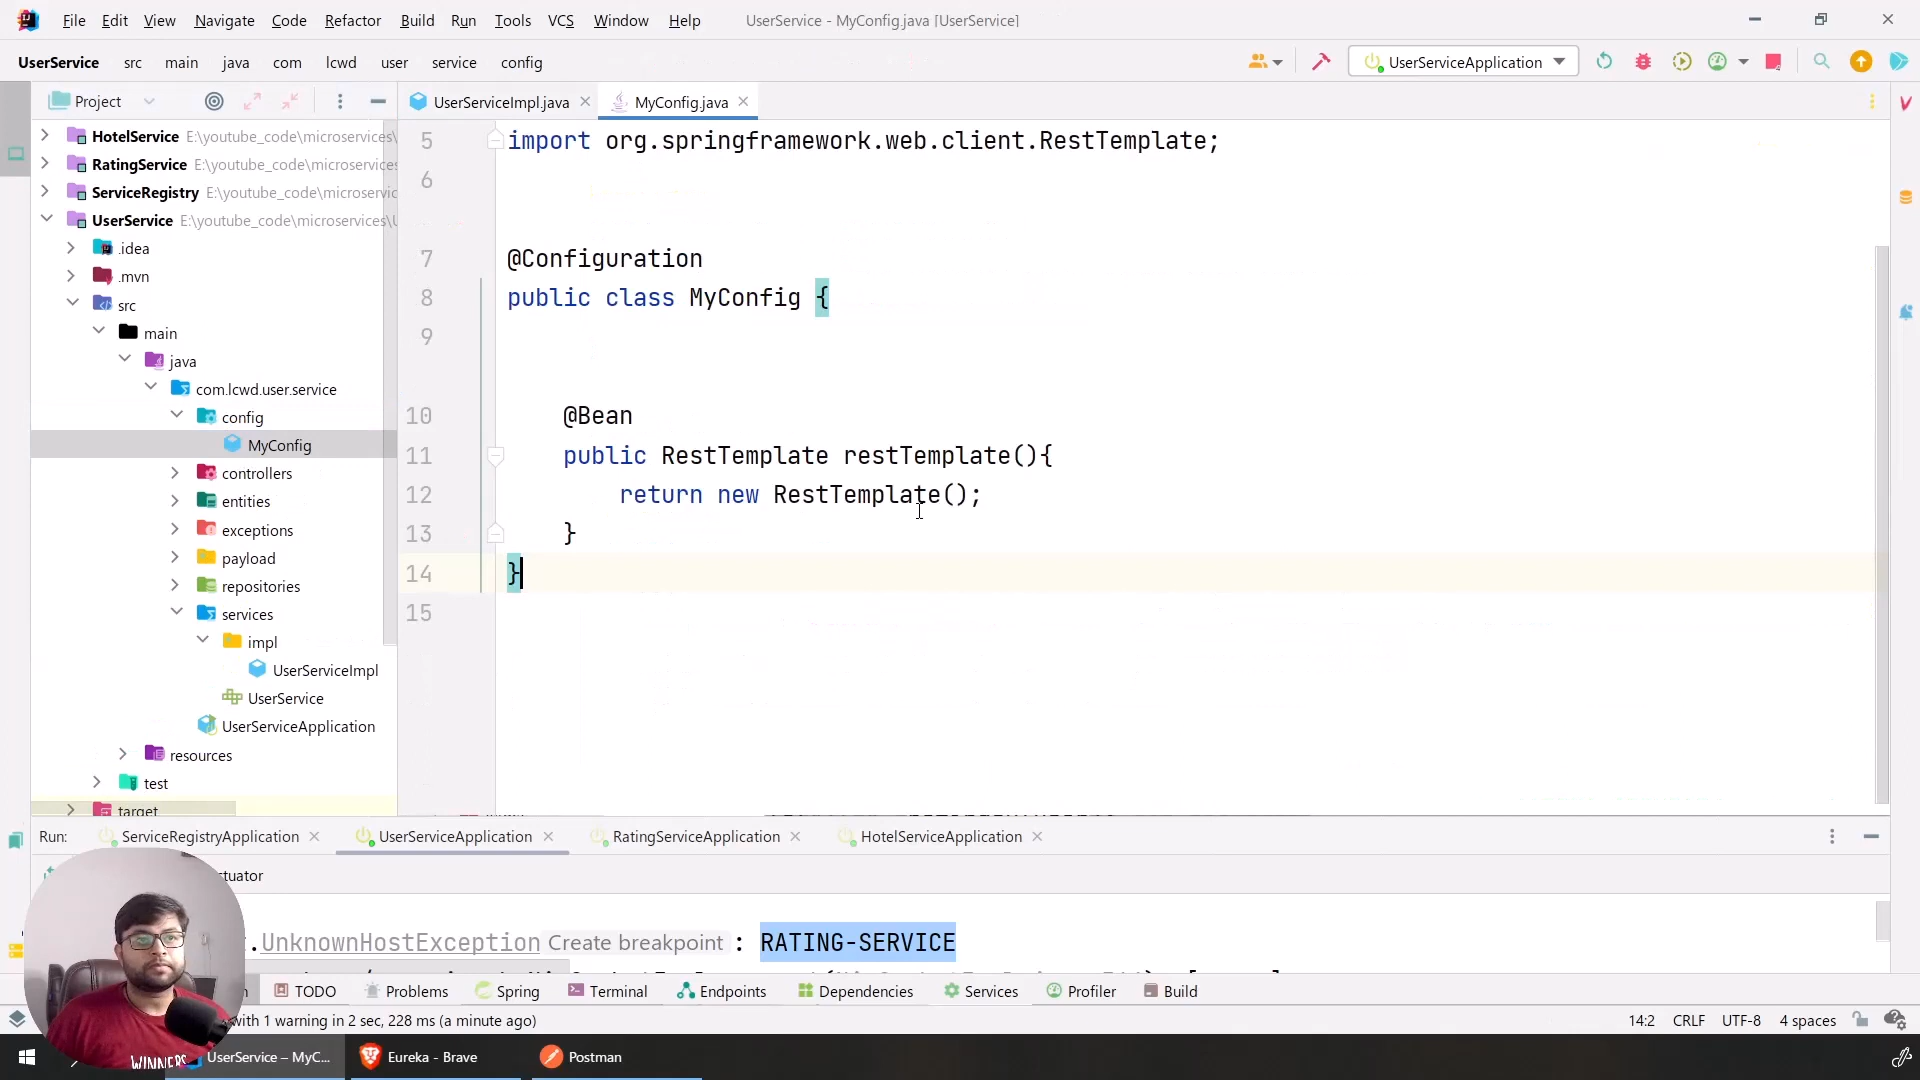 File Edit View Navigate Code Refactor Build Run Tools VCS Window Help UserService - MyConfig.java [UserService]
UserService src main java com lcwd user service config UserServiceApplication
Project UserServiceImpl.java MyConfig.java
HotelService E:\youtube_code\microservices\
RatingService E:\youtube_code\microservices
ServiceRegistry E:\youtube_code\microservic
UserService E:\youtube_code\microservices\U
.idea
.mvn
src
main
java
com.lcwd.user.service
config
MyConfig
controllers
entities
exceptions
payload
repositories
services
impl
UserServiceImpl
UserService
UserServiceApplication
resources
test
target
5 import org.springframework.web.client.RestTemplate;
6
7 @Configuration
8 public class MyConfig {
9
10 @Bean
11 public RestTemplate restTemplate(){
12 return new RestTemplate();
13 }
14 }
15
Run: ServiceRegistryApplication UserServiceApplication RatingServiceApplication HotelServiceApplication
tuator
.UnknownHostException Create breakpoint : RATING-SERVICE
TODO Problems Spring Terminal Endpoints Dependencies Services Profiler Build
with 1 warning in 2 sec, 228 ms (a minute ago) 14:2 CRLF UTF-8 4 spaces
WINNERS
UserService – MyC... Eureka - Brave Postman